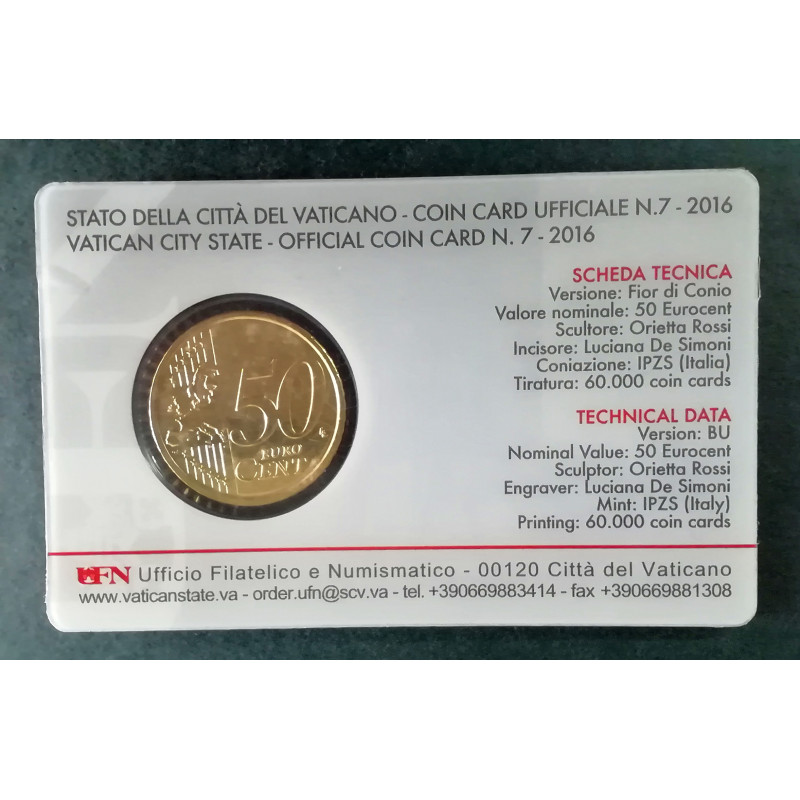 STATO DELLA CITTÀ DEL VATICANO - COIN CARD UFFICIALE N.7 - 2016
VATICAN CITY STATE - OFFICIAL COIN CARD N. 7 - 2016
SCHEDA TECNICA
Versione: Fior di Conio
Valore nominale: 50 Eurocent
Scultore: Orietta Rossi
Incisore: Luciana De Simoni
Coniazione: IPZS (Italia)
Tiratura: 60.000 coin cards
TECHNICAL DATA
Version: BU
Nominal Value: 50 Eurocent
Sculptor: Orietta Rossi
Engraver: Luciana De Simoni
Mint: IPZS (Italy)
Printing: 60.000 coin cards
50
EURO
CENT
UFN Ufficio Filatelico e Numismatico - 00120 Città del Vaticano
www.vaticanstate.va - order.ufn@scv.va - tel. +390669883414 - fax +390669881308